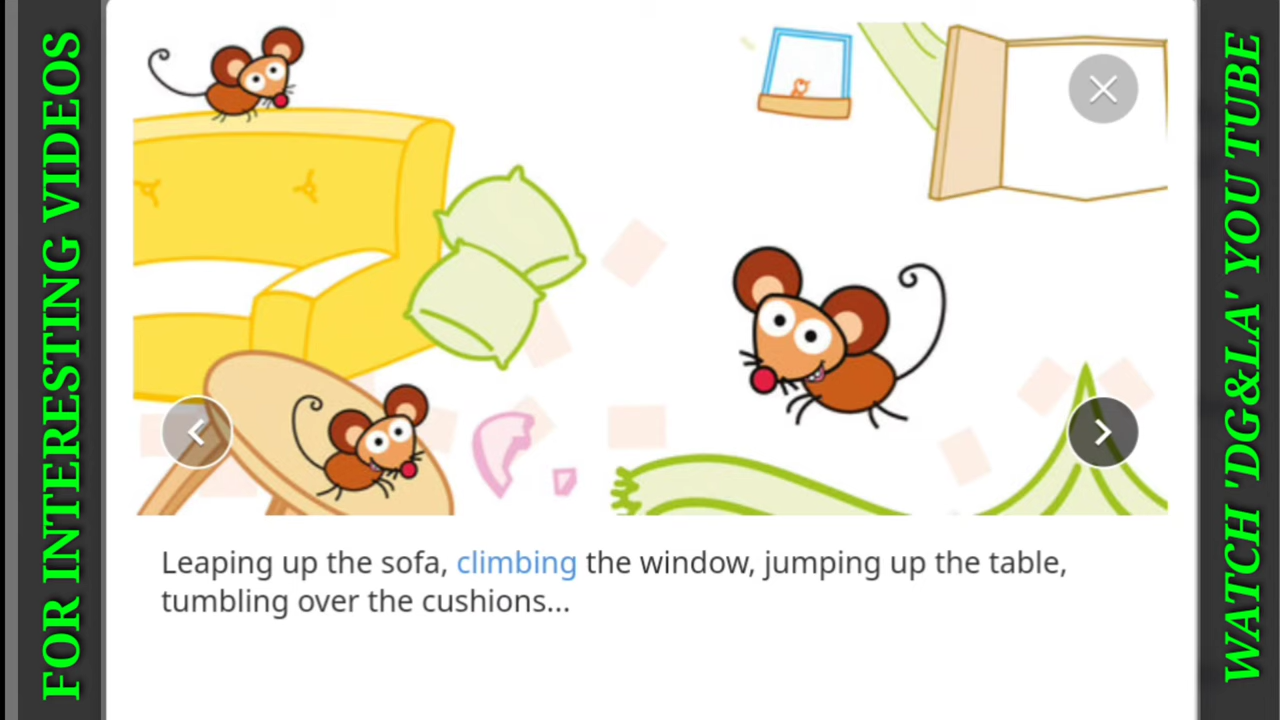 FOR INTERESTING VIDEOS
Leaping up the sofa, climbing the window, jumping up the table,
tumbling over the cushions...
WATCH 'DG&LA' YOU TUBE